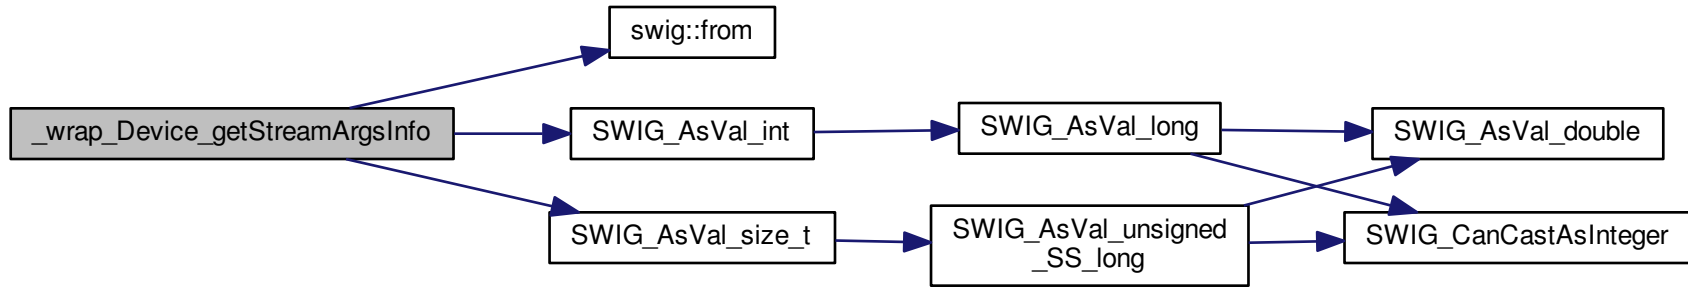 swig::from
_wrap_Device_getStreamArgsInfo
SWIG_AsVal_int
SWIG_AsVal_long
SWIG_AsVal_double
SWIG_AsVal_size_t
SWIG_AsVal_unsigned
_SS_long
SWIG_CanCastAsInteger